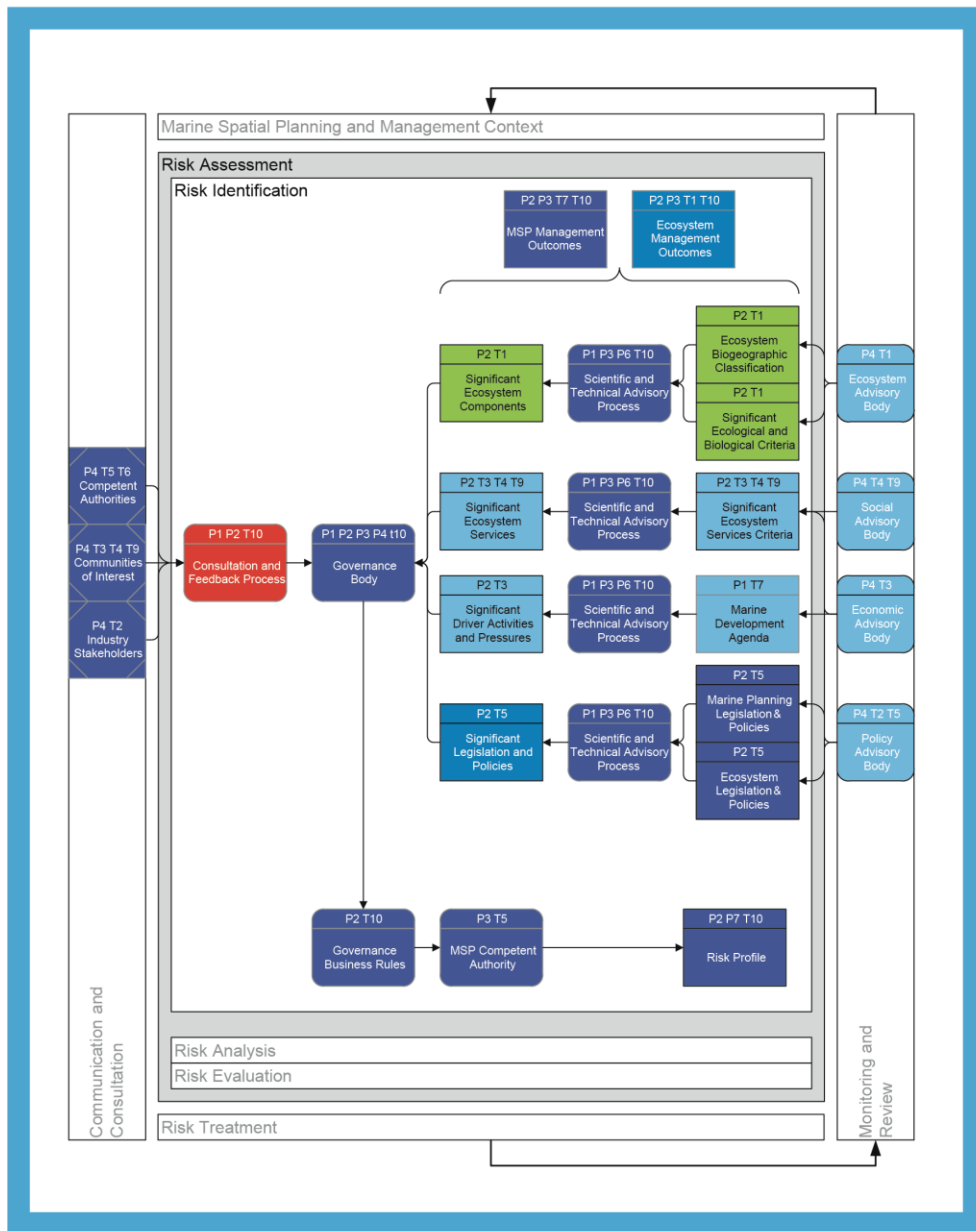 Marine Spatial Planning and Management Context
Risk Assessment
Risk Identification
P2 P3 T7 T10
MSP Management
Outcomes
P2 P3 T1 T10
Ecosystem
Management
Outcomes
P2 T1
Significant
Ecosystem
Components
P1 P3 P6 T10
Scientific and
Technical Advisory
Process
P2 T1
Ecosystem
Biogeographic
Classification
P2 T1
Significant
Ecological and
Biological Criteria
P4 T1
Ecosystem
Advisory
Body
P4 T5 T6
Competent
Authorities
P4 T3 T4 T9
Communities
of Interest
P4 T2
Industry
Stakeholders
P1 P2 T10
Consultation and
Feedback Process
P1 P2 P3 P4 t10
Governance
Body
P2 T3 T4 T9
Significant
Ecosystem
Services
P1 P3 P6 T10
Scientific and
Technical Advisory
Process
P2 T3 T4 T9
Significant
Ecosystem
Services Criteria
P4 T4 T9
Social
Advisory
Body
P2 T3
Significant
Driver Activities
and Pressures
P1 P3 P6 T10
Scientific and
Technical Advisory
Process
P1 T7
Marine
Development
Agenda
P4 T3
Economic
Advisory
Body
P2 T5
Significant
Legislation and
Policies
P1 P3 P6 T10
Scientific and
Technical Advisory
Process
P2 T5
Marine Planning
Legislation &
Policies
P2 T5
Ecosystem
Legislation &
Policies
P4 T2 T5
Policy
Advisory
Body
P2 T10
Governance
Business Rules
P3 T5
MSP Competent
Authority
P2 P7 T10
Risk Profile
Risk Analysis
Risk Evaluation
Risk Treatment
Communication and
Consultation
Monitoring and
Review